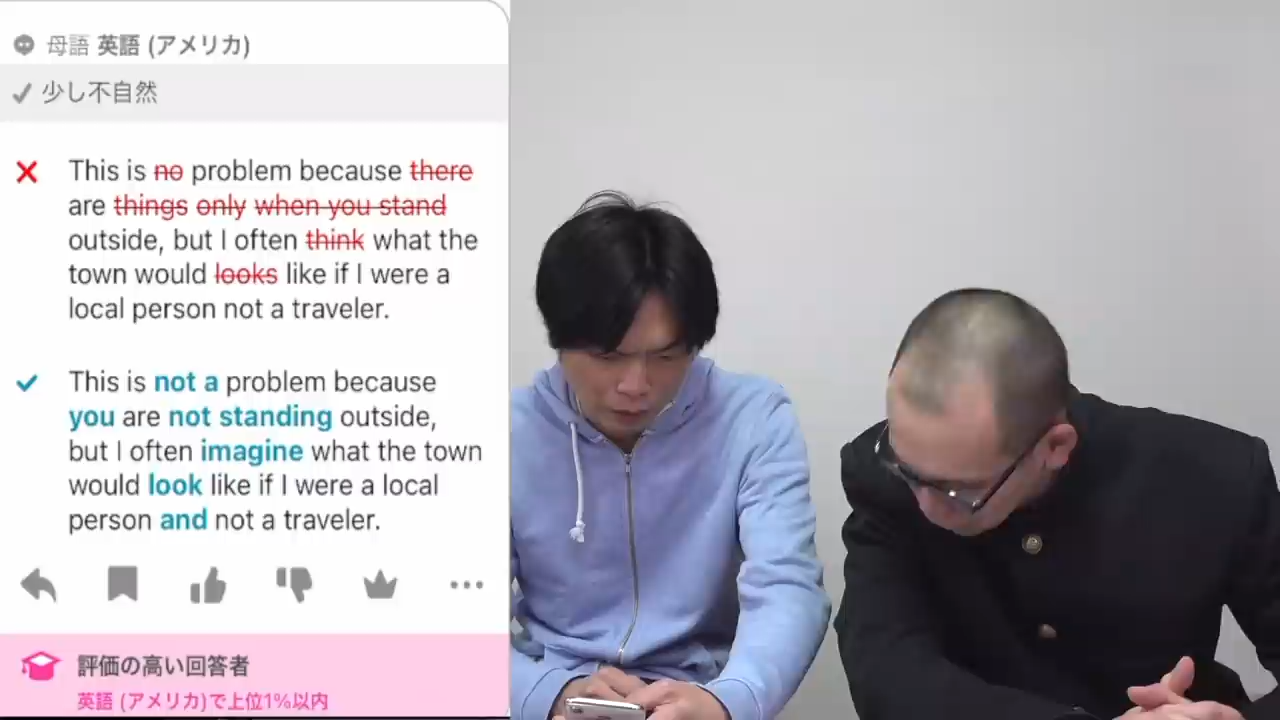 母語 英語 (アメリカ)
少し不自然
This is no problem because there
are things only when you stand
outside, but I often think what the
town would looks like if I were a
local person not a traveler.
This is not a problem because
you are not standing outside,
but I often imagine what the town
would look like if I were a local
person and not a traveler.
評価の高い回答者
英語 (アメリカ)で上位1%以内